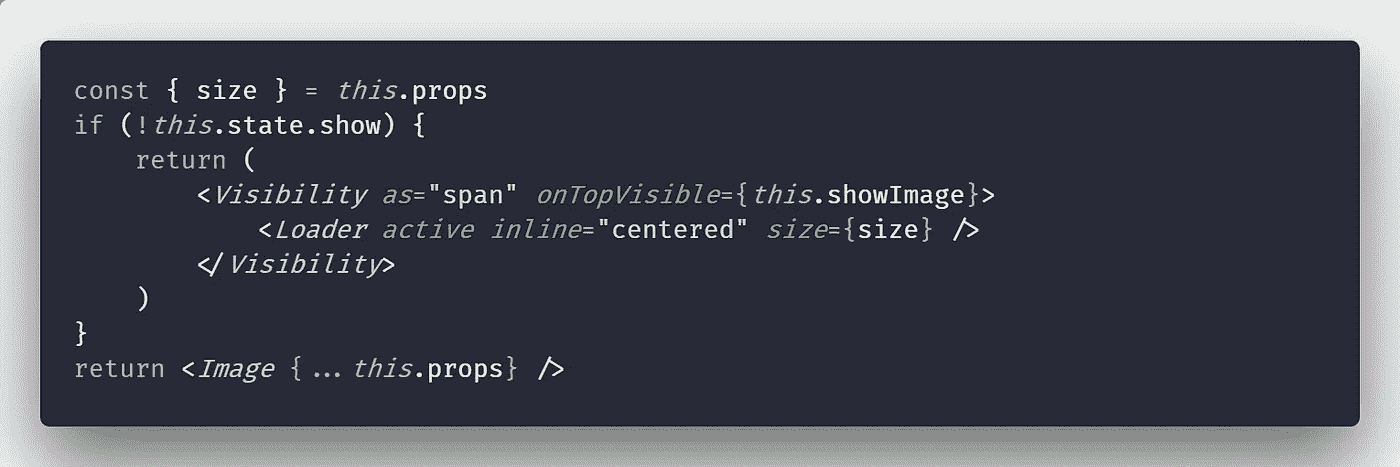 const { size } = this.props
if (!this.state.show) {
    return (
        <Visibility as="span" onTopVisible={this.showImage}>
            <Loader active inline="centered" size={size} />
        </Visibility>
    )
}
return <Image {...this.props} />